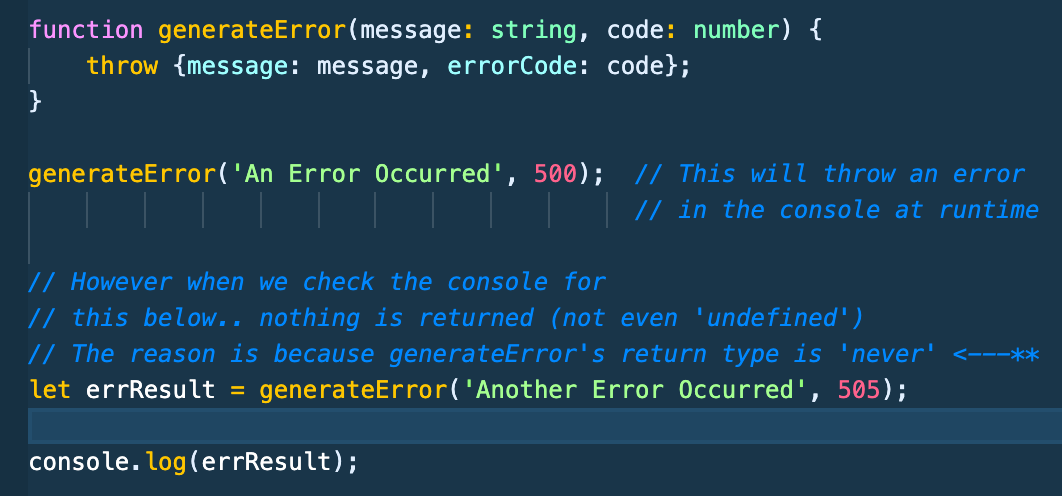 function generateError(message: string, code: number) {
throw {message: message, errorCode: code};
}
generateError('An Error Occurred', 500);  // This will throw an error
// in the console at runtime
// However when we check the console for
// this below.. nothing is returned (not even 'undefined')
// The reason is because generateError's return type is 'never' <---**
let errResult = generateError('Another Error Occurred', 505);
console.log(errResult);